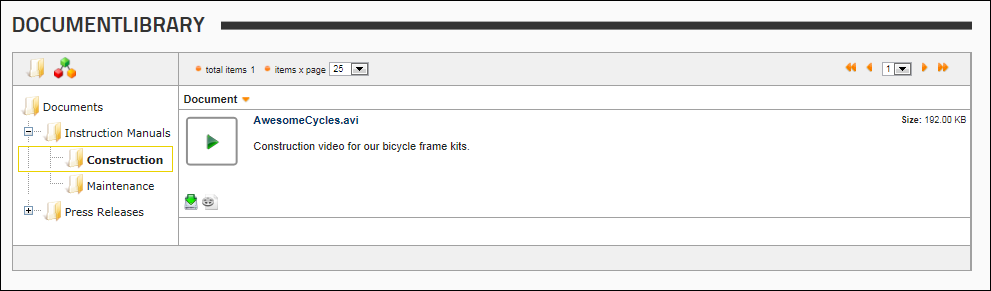 DOCUMENTLIBRARY
total items 1 items x page 25
1
Documents
Instruction Manuals
Construction
Maintenance
Press Releases
Document
AwesomeCycles.avi Size: 192.00 KB
Construction video for our bicycle frame kits.